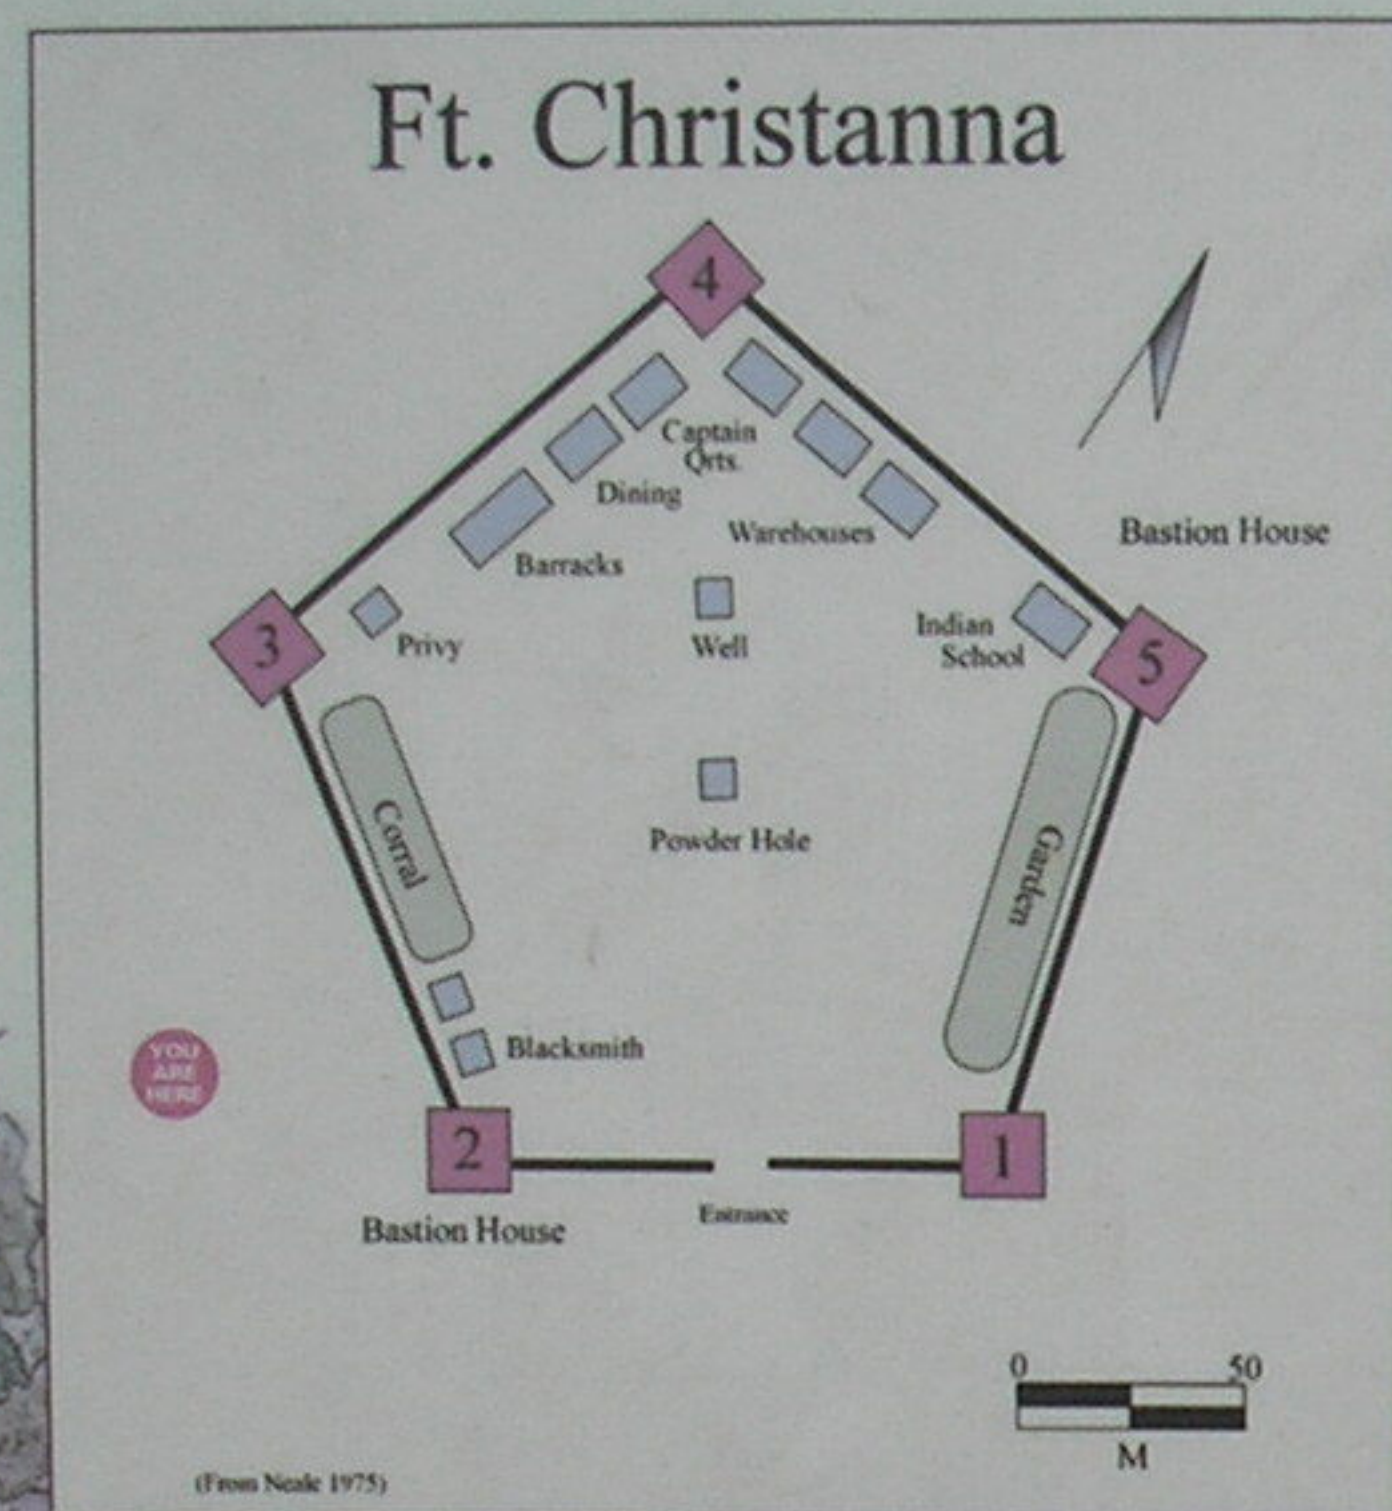 Ft. Christanna
4
Captain
Qrts.
Dining
Warehouses
Bastion House
Barracks
3
Privy
Well
Indian
School
5
Corral
Powder Hole
Garden
YOU
ARE
HERE
Blacksmith
2
1
Entrance
Bastion House
0 50
M
(From Neale 1975)